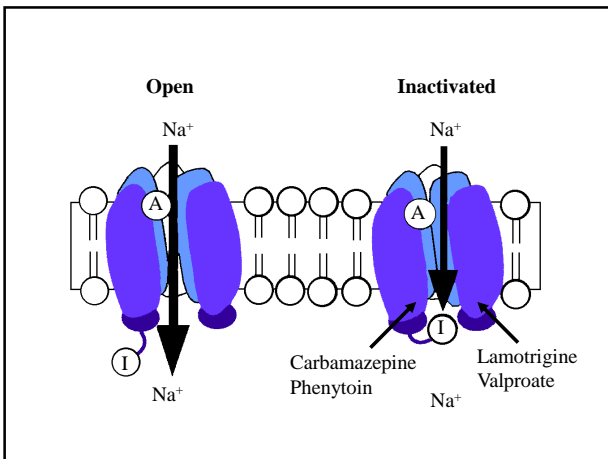 Open
Inactivated
Na⁺
Na⁺
A
A
I
I
Carbamazepine
Phenytoin
Lamotrigine
Valproate
Na⁺
Na⁺